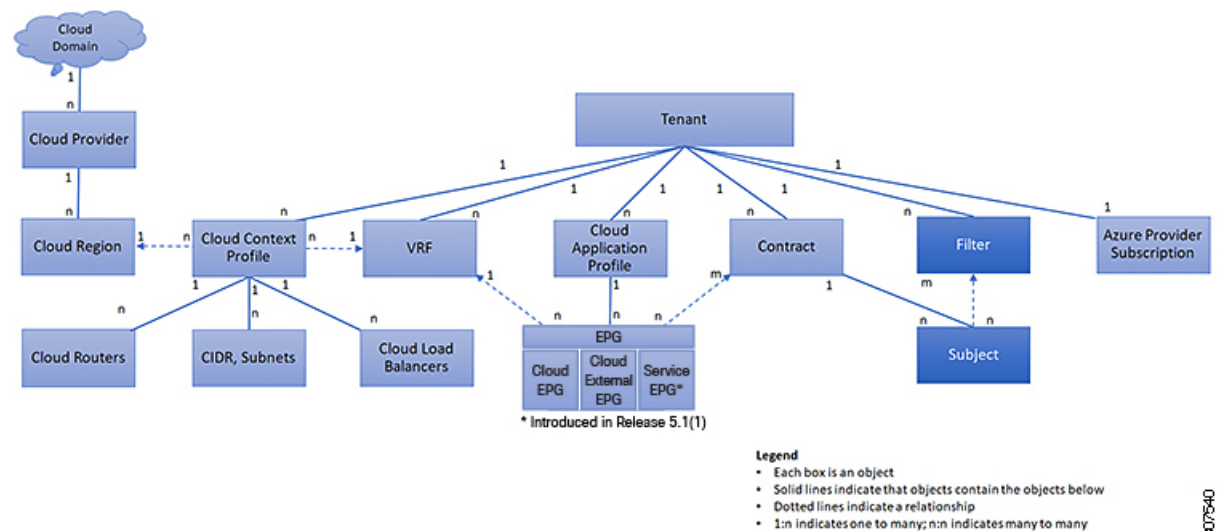 Cloud
Domain
1
n
Cloud Provider
1
n
Cloud Region
Tenant
1
1
1
1
1
1
n
n
n
n
n
1
1
n
Cloud Context
Profile
n
1
VRF
Cloud
Application
Profile
Contract
Filter
Azure Provider
Subscription
1
1
1
n
n
n
Cloud Routers
CIDR, Subnets
Cloud Load
Balancers
1
1
m
1
m
n
n
n
n
n
EPG
Cloud
EPG
Cloud
External
EPG
Service
EPG*
* Introduced in Release 5.1(1)
Subject
Legend
• Each box is an object
• Solid lines indicate that objects contain the objects below
• Dotted lines indicate a relationship
• 1:n indicates one to many; n:n indicates many to many